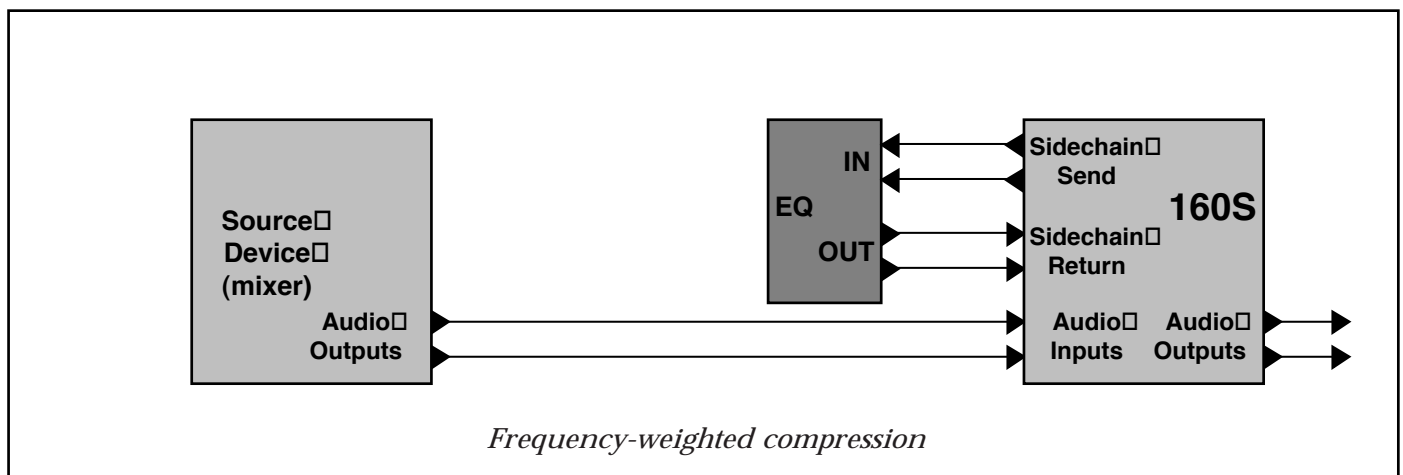 Source
Device
(mixer)
Audio
Outputs
IN
EQ
OUT
Sidechain
Send
160S
Sidechain
Return
Audio
Inputs
Audio
Outputs
Frequency-weighted compression